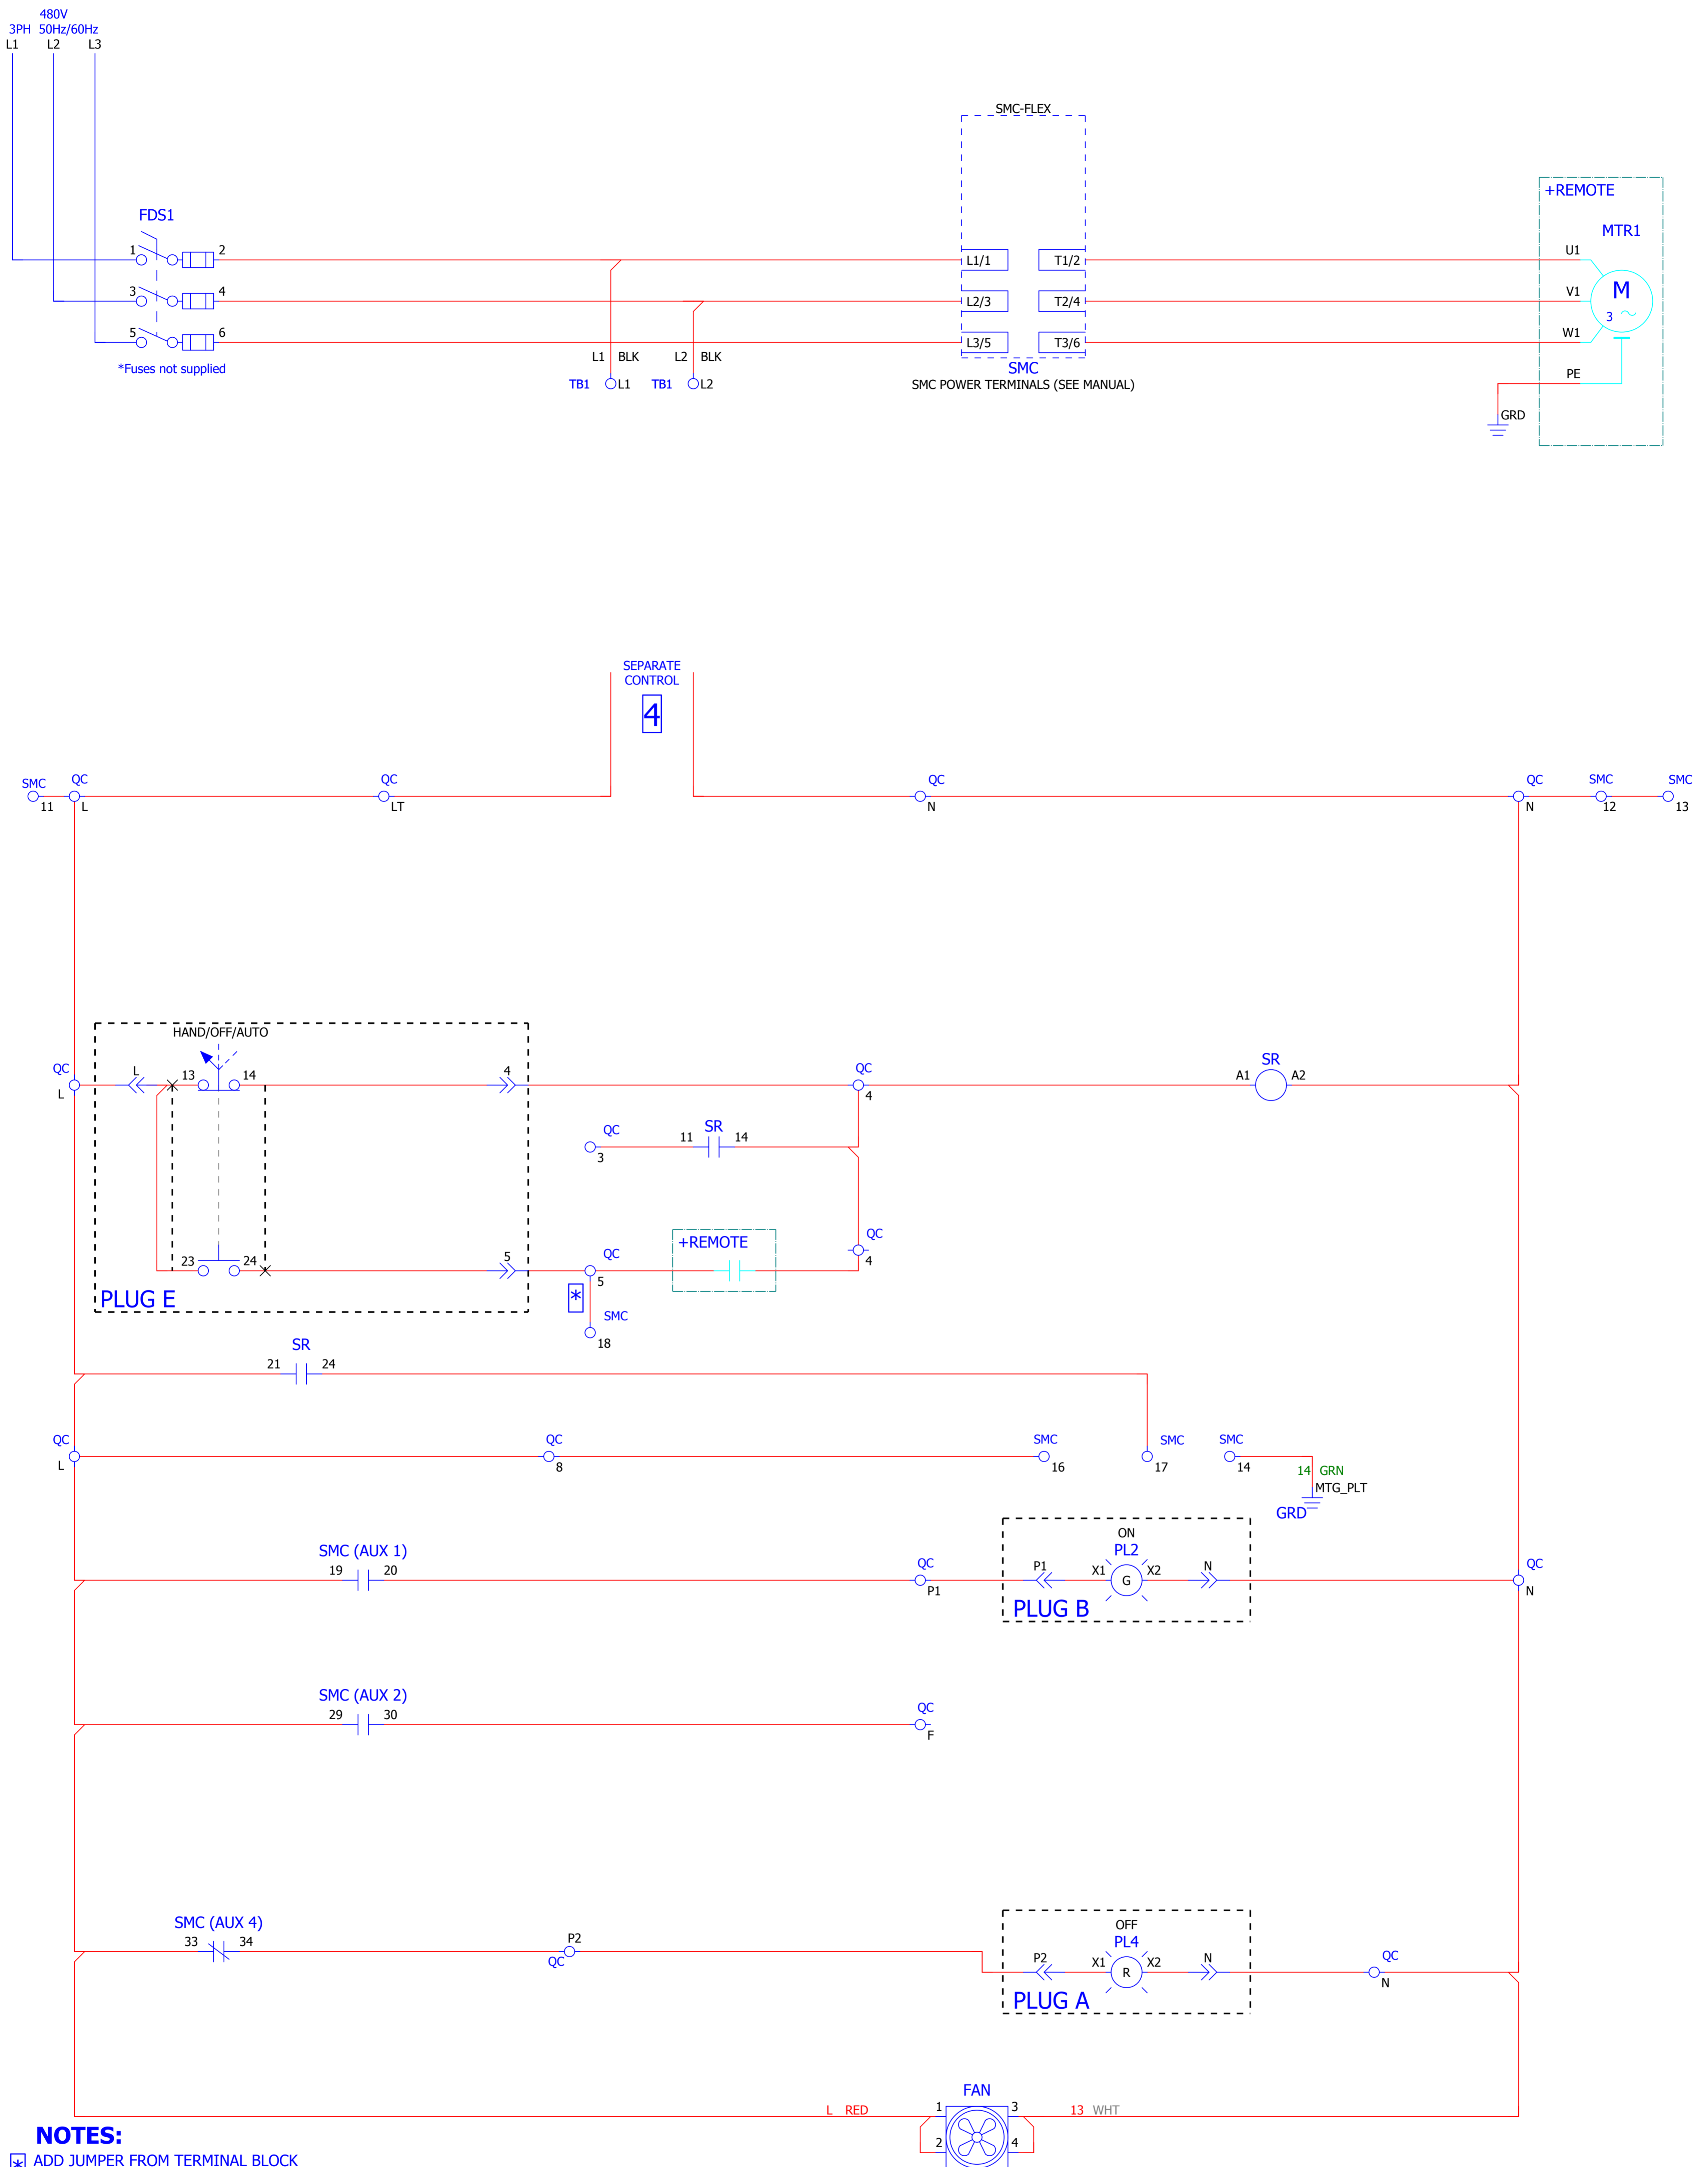 480V
3PH 50Hz/60Hz
L1 L2 L3
SMC-FLEX
+REMOTE
FDS1
MTR1
1 2 L1/1 T1/2 U1
3 4 L2/3 T2/4 V1 M
3
5 6 L3/5 T3/6 W1
*Fuses not supplied
L1 BLK L2 BLK
SMC
TB1 L1 TB1 L2
SMC POWER TERMINALS (SEE MANUAL)
PE
GRD
SEPARATE
CONTROL
4
SMC QC QC QC QC SMC SMC
11 L LT N N 12 13
HAND/OFF/AUTO
QC L 13 14 4 QC SR
L 4 A1 A2
QC 11 SR 14
3
+REMOTE QC
4
23 24 5 QC
5
PLUG E
*
SMC
18
SR
21 24
QC QC SMC SMC SMC
L 8 16 17 14
14 GRN
MTG_PLT
GRD
ON
SMC (AUX 1) PL2
19 20 QC P1 X1 G X2 N QC
P1 N
PLUG B
SMC (AUX 2)
29 30 QC
F
OFF
SMC (AUX 4) PL4
33 34 P2
QC
P2 X1 R X2 N QC
N
PLUG A
FAN
L RED 1 3 13 WHT
2 4
NOTES:
* ADD JUMPER FROM TERMINAL BLOCK